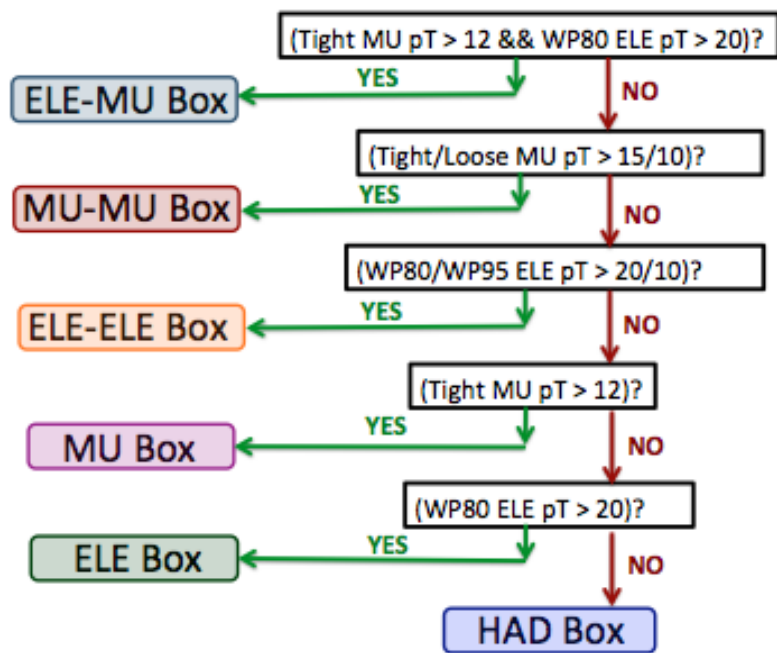 (Tight MU pT > 12 && WP80 ELE pT > 20)?
YES
NO
ELE-MU Box
(Tight/Loose MU pT > 15/10)?
YES
NO
MU-MU Box
(WP80/WP95 ELE pT > 20/10)?
YES
NO
ELE-ELE Box
(Tight MU pT > 12)?
YES
NO
MU Box
(WP80 ELE pT > 20)?
YES
NO
ELE Box
HAD Box